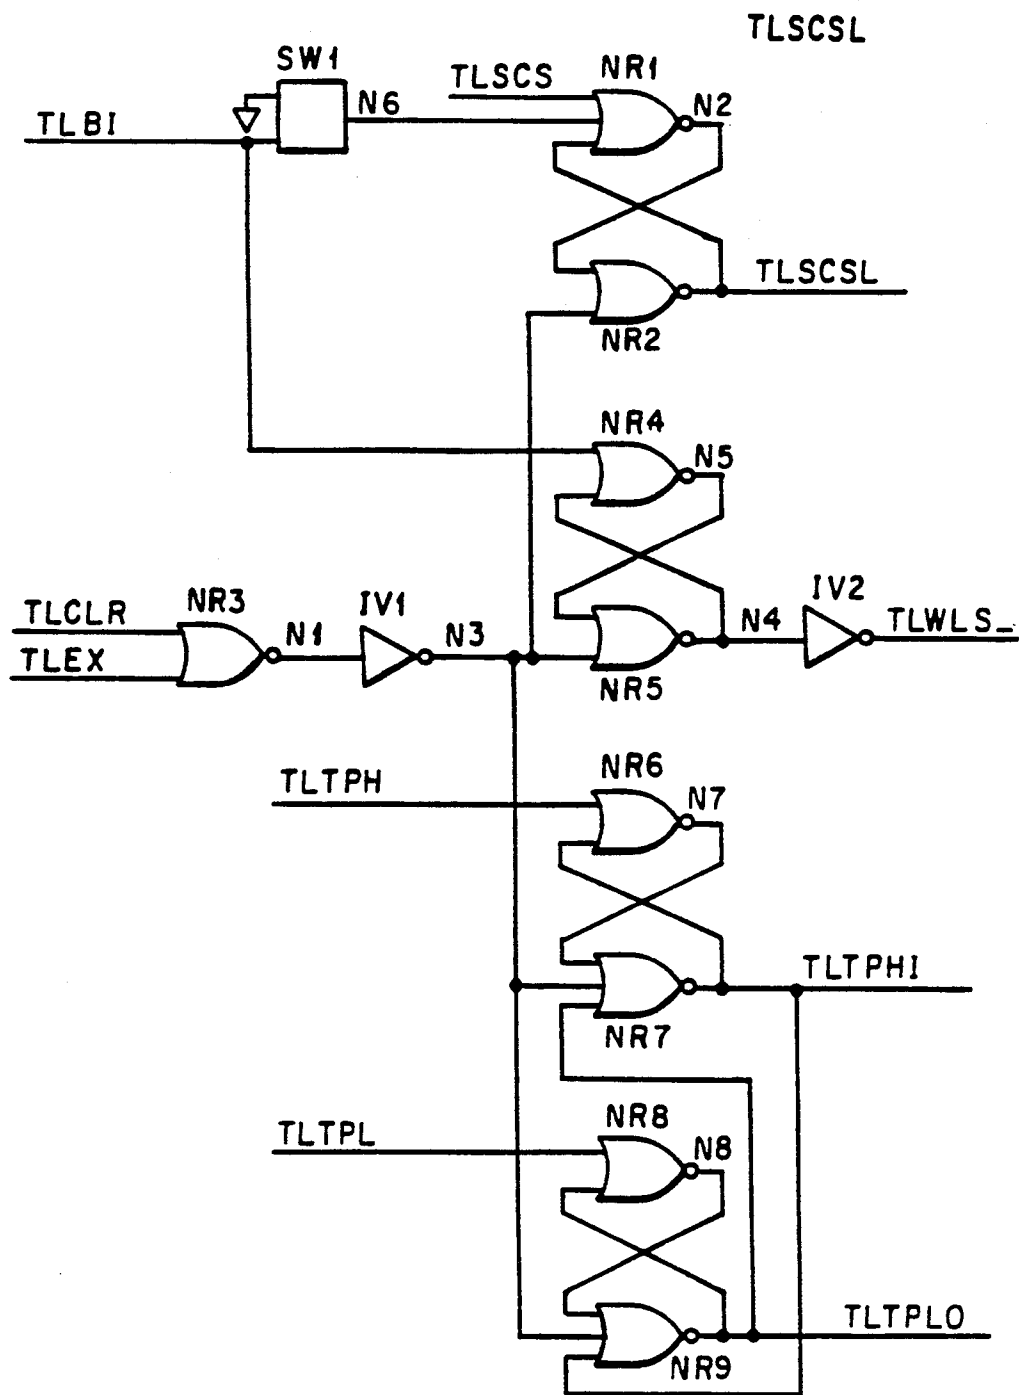 TLSCSL
SW1
TLSCS
NR1
N6
N2
TLBI
TLSCSL
NR2
NR4
N5
TLCLR
NR3
IV1
IV2
N1
N3
N4
TLWLS_
TLEX
NR5
TLTPH
NR6
N7
TLTPHI
NR7
NR8
TLTPL
N8
TLTPLO
NR9